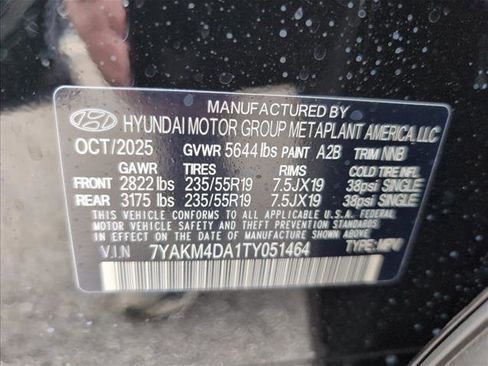 MANUFACTURED BY
HYUNDAI MOTOR GROUP METAPLANT AMERICA, LLC
OCT/2025 GVWR 5644 lbs PAINT A2B TRIM NNB
GAWR TIRES RIMS COLD TIRE INFL
FRONT 2822 lbs 235/55R19 7.5JX19 38psi SINGLE
REAR 3175 lbs 235/55R19 7.5JX19 38psi SINGLE
THIS VEHICLE CONFORMS TO ALL APPLICABLE U.S.A. FEDERAL
MOTOR VEHICLE SAFETY, BUMPER, AND THEFT PREVENTION
STANDARDS IN EFFECT ON THE DATE OF MANUFACTURE SHOWN ABOVE.
V.I.N 7YAKM4DA1TY051464 TYPE: MPV